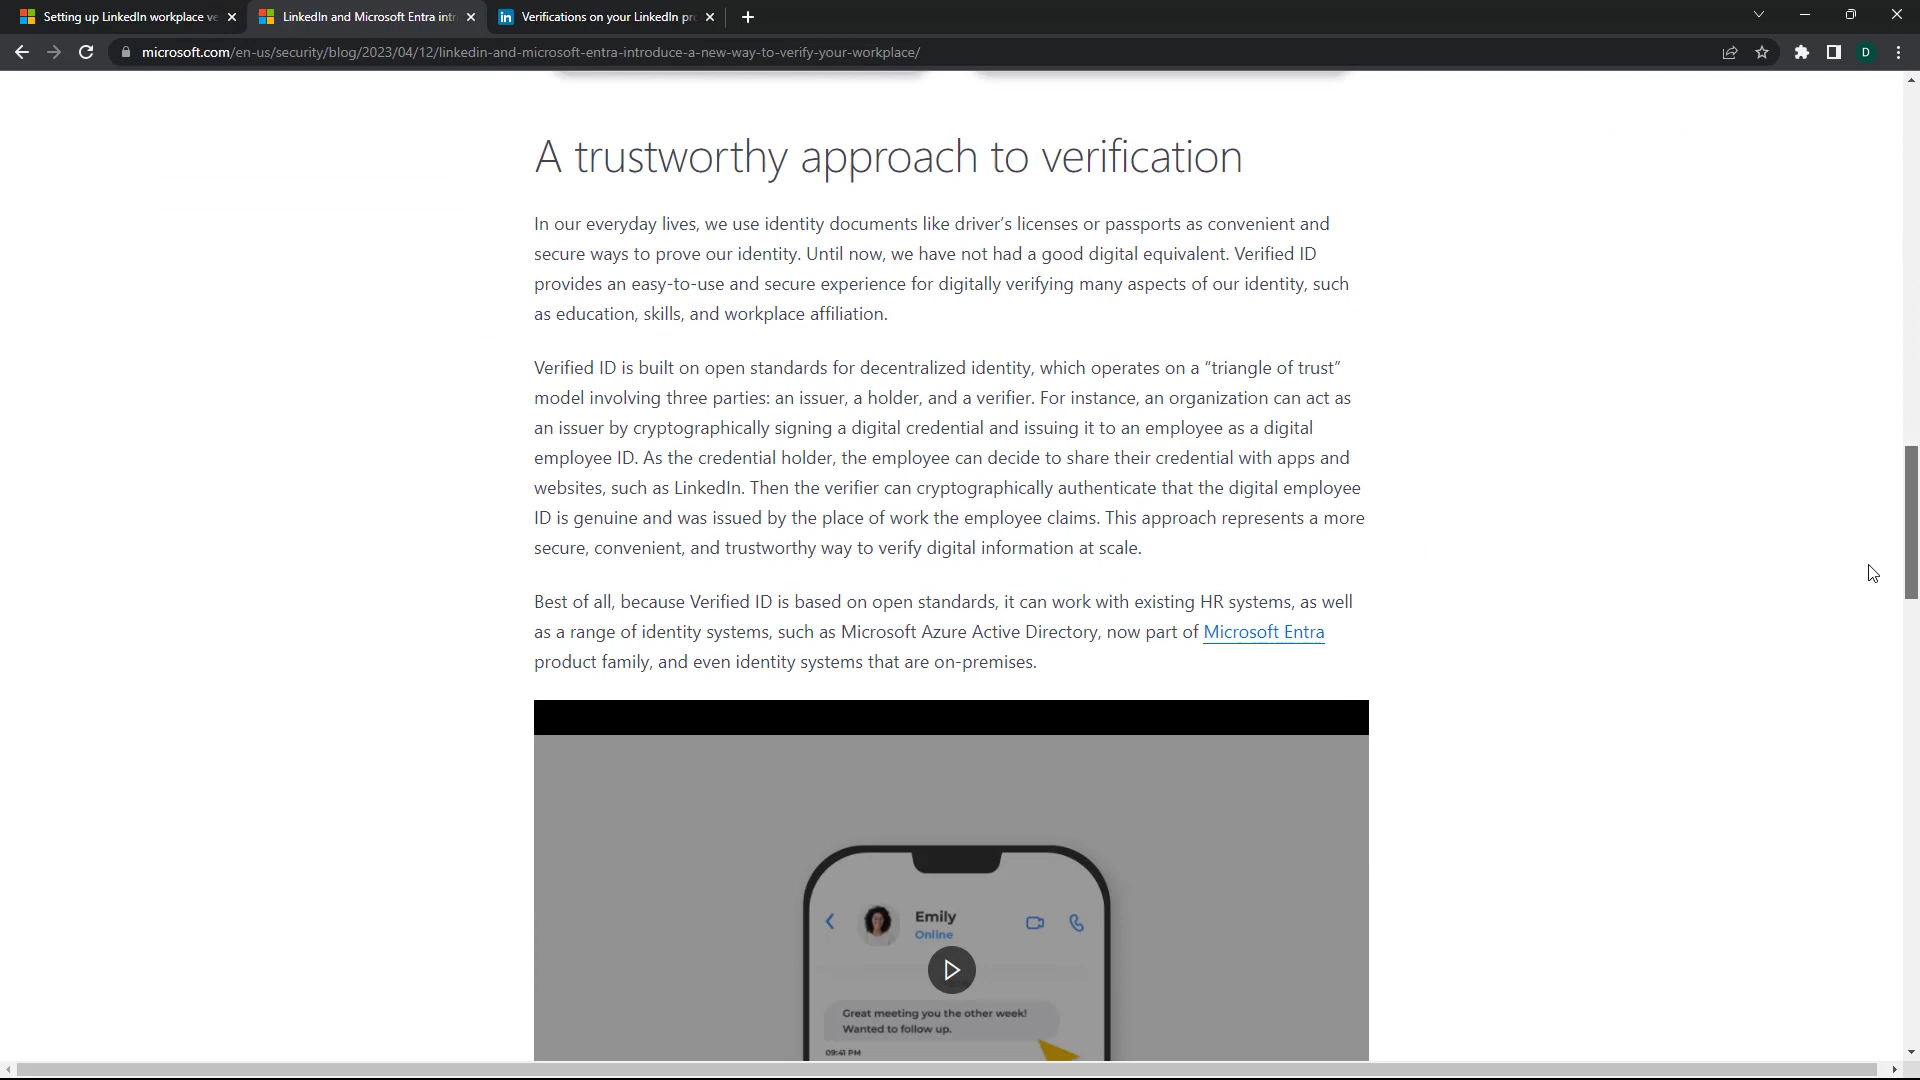 Setting up LinkedIn workplace ve
LinkedIn and Microsoft Entra intr
Verifications on your LinkedIn pro
microsoft.com/en-us/security/blog/2023/04/12/linkedin-and-microsoft-entra-introduce-a-new-way-to-verify-your-workplace/
D
A trustworthy approach to verification
In our everyday lives, we use identity documents like driver’s licenses or passports as convenient and
secure ways to prove our identity. Until now, we have not had a good digital equivalent. Verified ID
provides an easy-to-use and secure experience for digitally verifying many aspects of our identity, such
as education, skills, and workplace affiliation.
Verified ID is built on open standards for decentralized identity, which operates on a “triangle of trust”
model involving three parties: an issuer, a holder, and a verifier. For instance, an organization can act as
an issuer by cryptographically signing a digital credential and issuing it to an employee as a digital
employee ID. As the credential holder, the employee can decide to share their credential with apps and
websites, such as LinkedIn. Then the verifier can cryptographically authenticate that the digital employee
ID is genuine and was issued by the place of work the employee claims. This approach represents a more
secure, convenient, and trustworthy way to verify digital information at scale.
Best of all, because Verified ID is based on open standards, it can work with existing HR systems, as well
as a range of identity systems, such as Microsoft Azure Active Directory, now part of Microsoft Entra
product family, and even identity systems that are on-premises.
Emily
Online
Great meeting you the other week!
Wanted to follow up.
09:41 PM